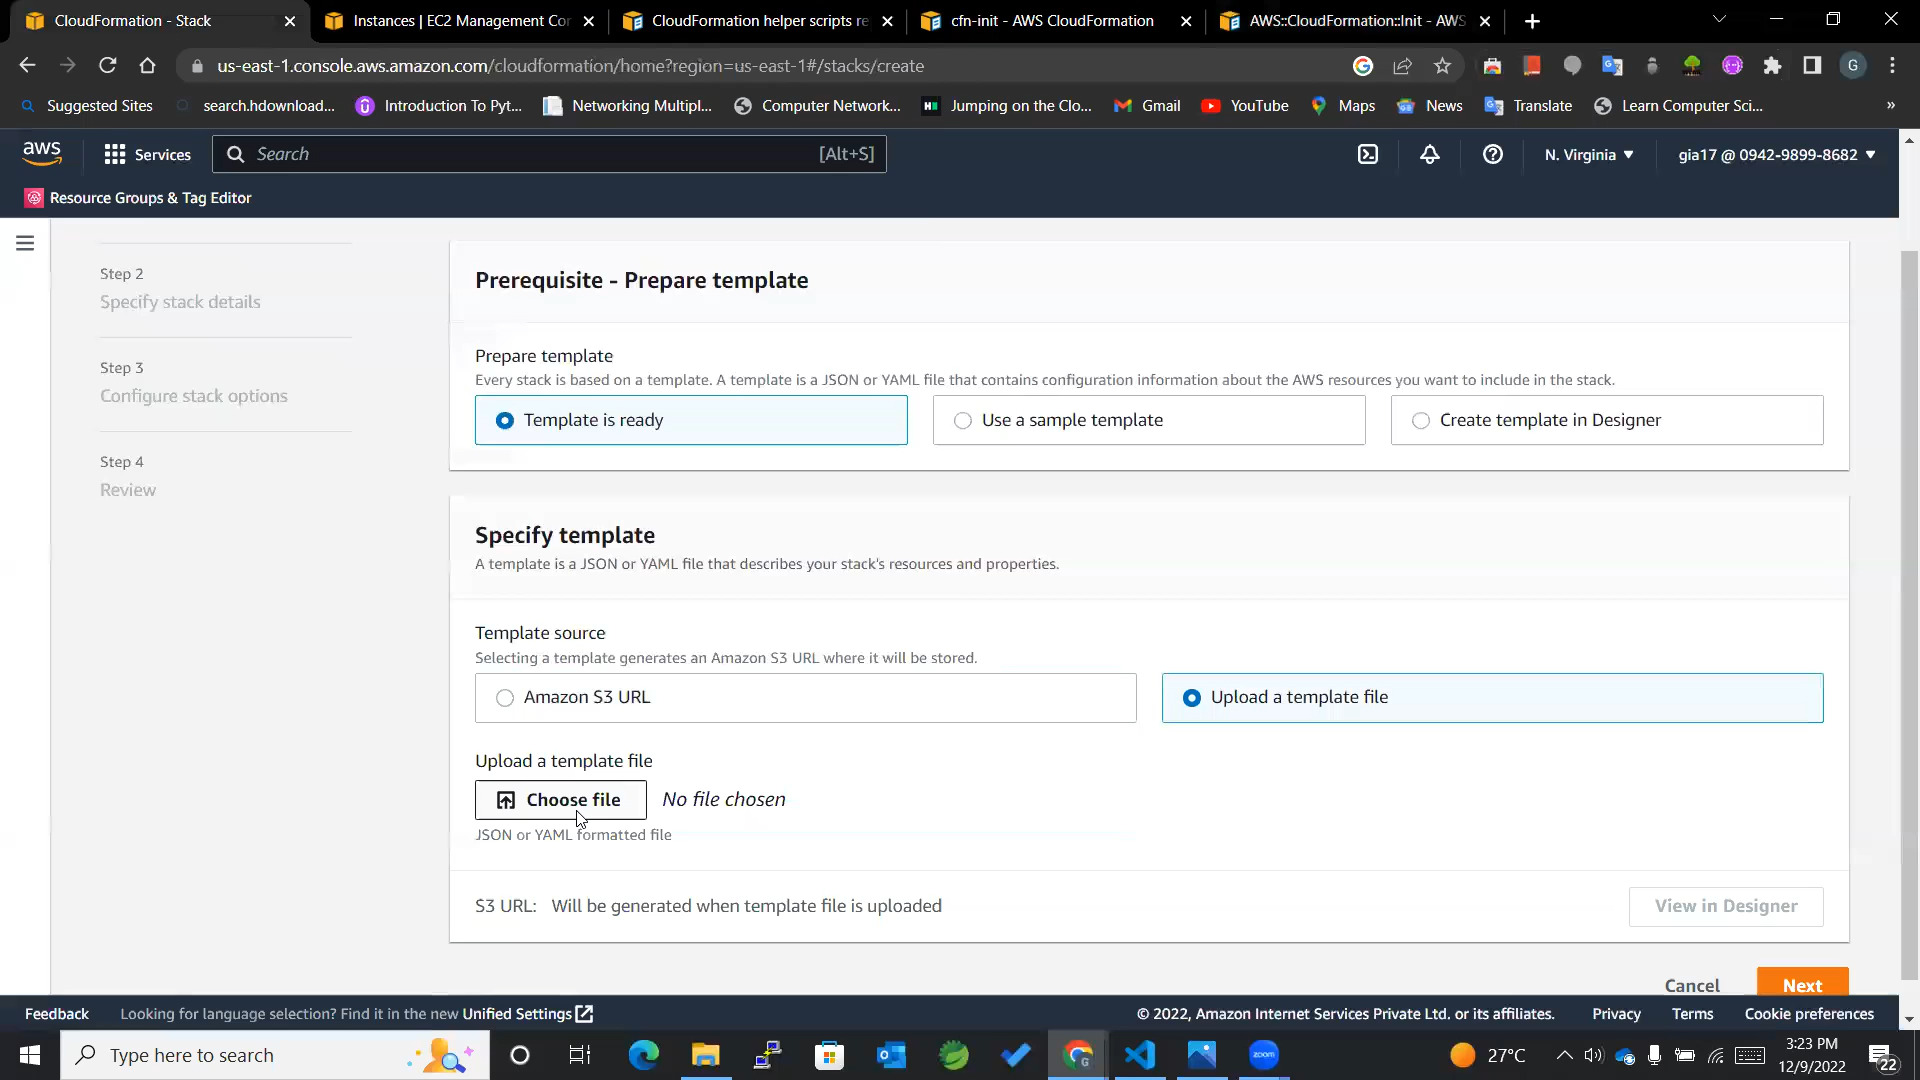 CloudFormation - Stack
Instances | EC2 Management Con
CloudFormation helper scripts re
cfn-init - AWS CloudFormation
AWS::CloudFormation::Init - AWS
us-east-1.console.aws.amazon.com/cloudformation/home?region=us-east-1#/stacks/create
G
Suggested Sites
search.hdownload...
Introduction To Pyt...
Networking Multipl...
Computer Network...
Jumping on the Clo...
Gmail
YouTube
Maps
News
Translate
Learn Computer Sci...
»
aws
Services
Search
[Alt+S]
N. Virginia
gia17 @ 0942-9899-8682
Resource Groups & Tag Editor
Step 2
Specify stack details
Step 3
Configure stack options
Step 4
Review
Prerequisite - Prepare template
Prepare template
Every stack is based on a template. A template is a JSON or YAML file that contains configuration information about the AWS resources you want to include in the stack.
Template is ready
Use a sample template
Create template in Designer
Specify template
A template is a JSON or YAML file that describes your stack's resources and properties.
Template source
Selecting a template generates an Amazon S3 URL where it will be stored.
Amazon S3 URL
Upload a template file
Upload a template file
Choose file
No file chosen
JSON or YAML formatted file
S3 URL: Will be generated when template file is uploaded
View in Designer
Cancel
Next
Feedback
Looking for language selection? Find it in the new Unified Settings
© 2022, Amazon Internet Services Private Ltd. or its affiliates.
Privacy
Terms
Cookie preferences
Type here to search
zoom
27°C
3:23 PM
12/9/2022
22